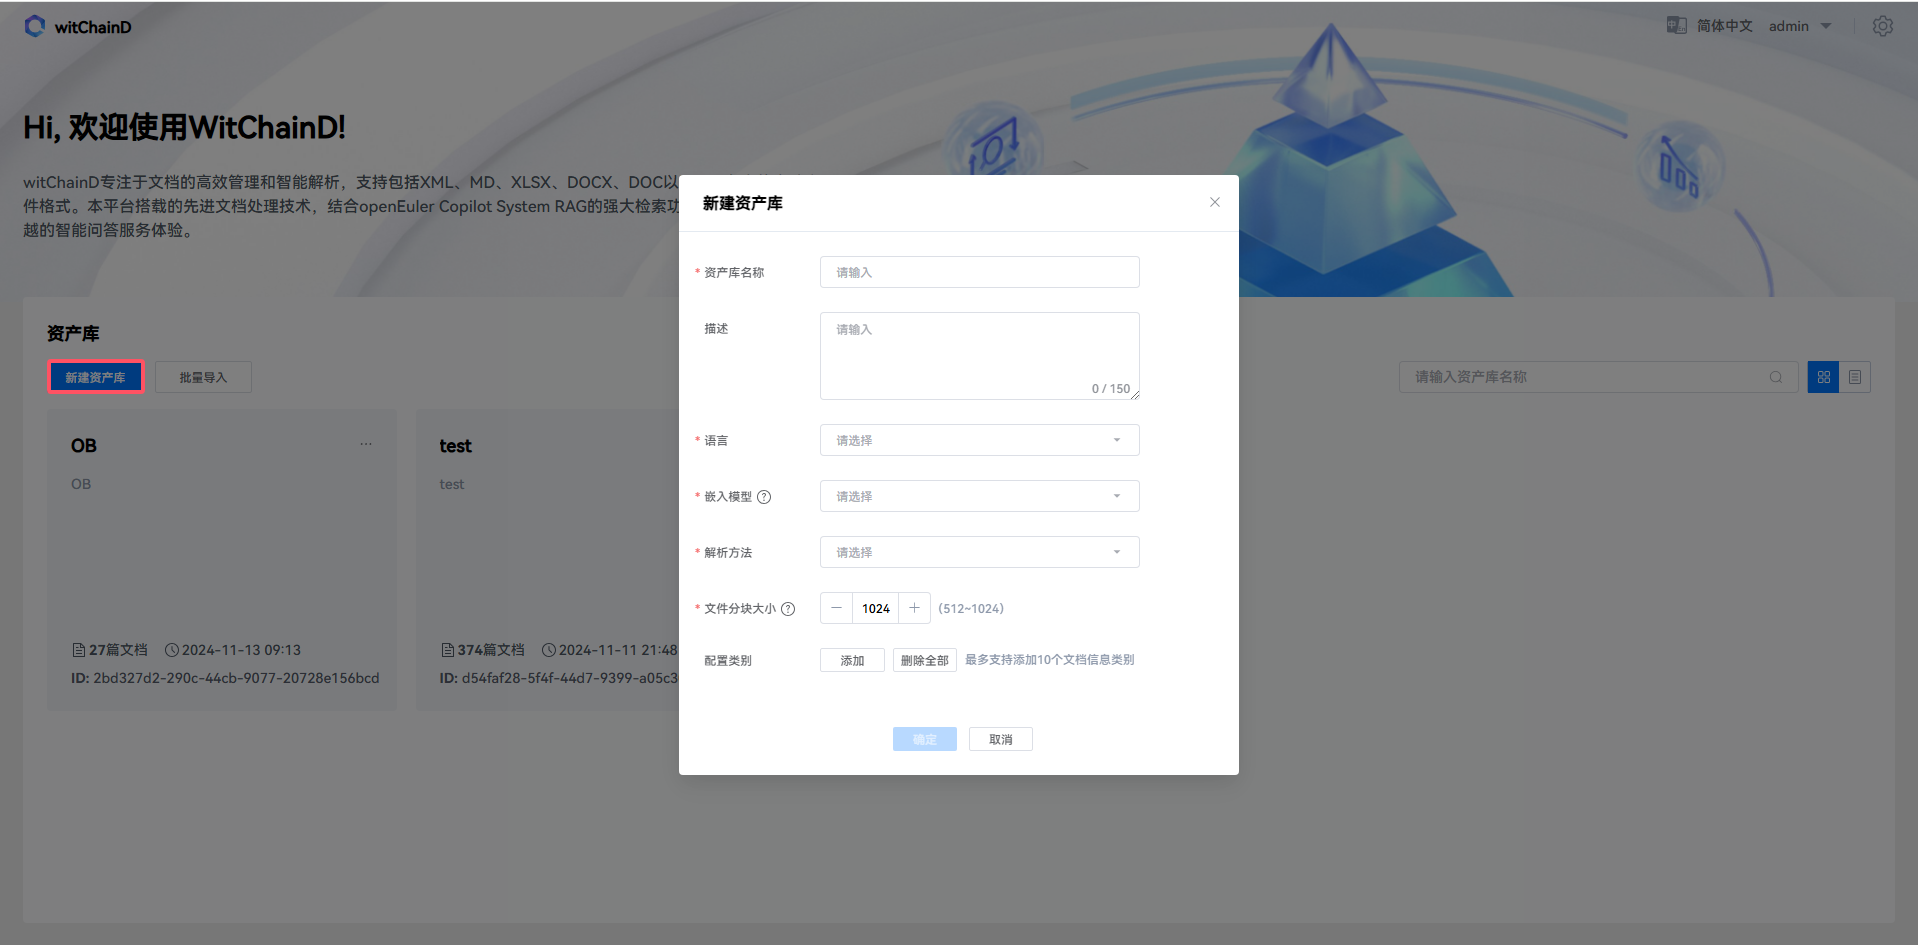 witChainD
简体中文 admin
Hi, 欢迎使用WitChainD!
witChainD专注于文档的高效管理和智能解析，支持包括XML、MD、XLSX、DOCX、DOC以
件格式。本平台搭载的先进文档处理技术，结合openEuler Copilot System RAG的强大检索功
越的智能问答服务体验。
资产库
新建资产库 批量导入
请输入资产库名称
OB ...
OB
27篇文档 2024-11-13 09:13
ID: 2bd327d2-290c-44cb-9077-20728e156bcd
test
test
374篇文档 2024-11-11 21:48
ID: d54faf28-5f4f-44d7-9399-a05c3
新建资产库
* 资产库名称 请输入
描述 请输入
0 / 150
* 语言 请选择
* 嵌入模型 ? 请选择
* 解析方法 请选择
* 文件分块大小 ? － 1024 + (512~1024)
配置类别 添加 删除全部 最多支持添加10个文档信息类别
确定 取消